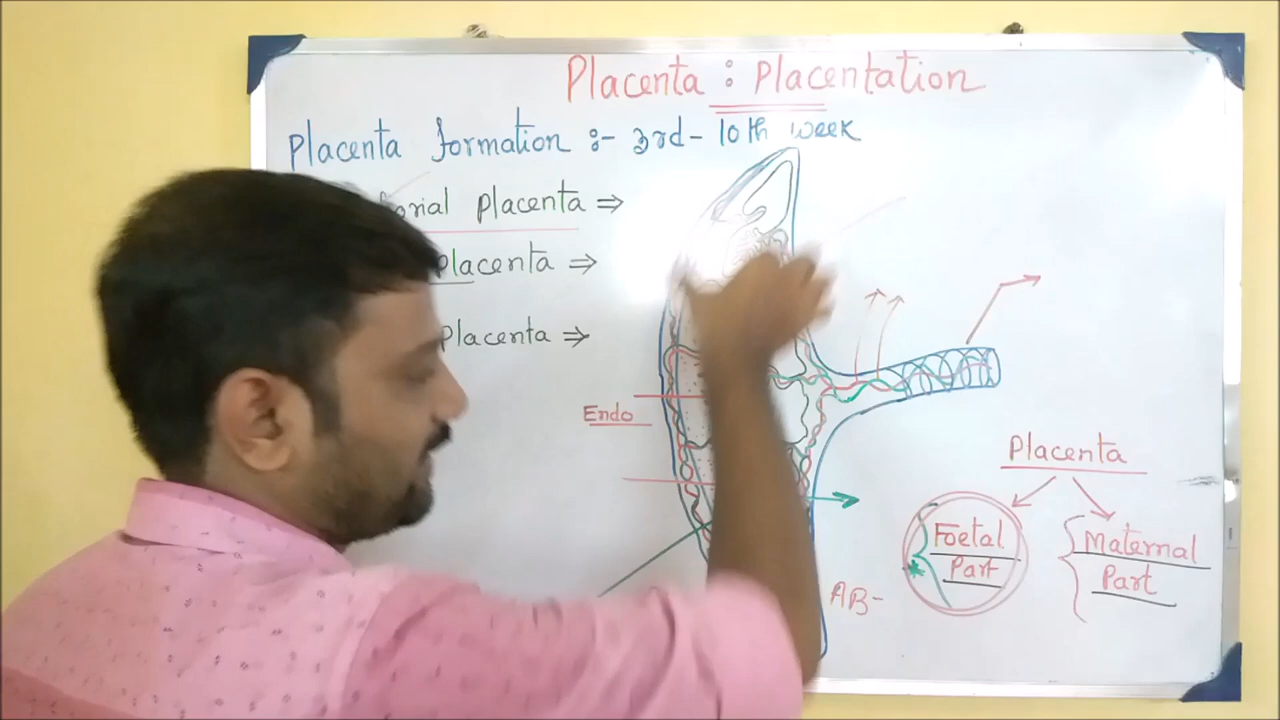 Placenta : Placentation
Placenta formation :- 3rd - 10th week
placenta ⇒
placenta ⇒
Placenta ⇒
Endo
Placenta
Foetal
Part
Maternal
Part
AB-